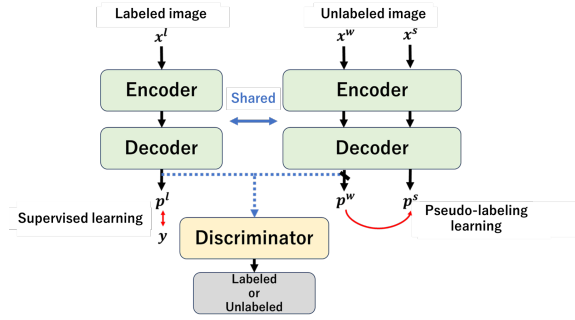 Labeled image
Unlabeled image
x^l
x^w
x^s
Encoder
Shared
Encoder
Decoder
Decoder
p^l
p^w
p^s
Supervised learning
Pseudo-labeling
learning
y
Discriminator
Labeled
or
Unlabeled